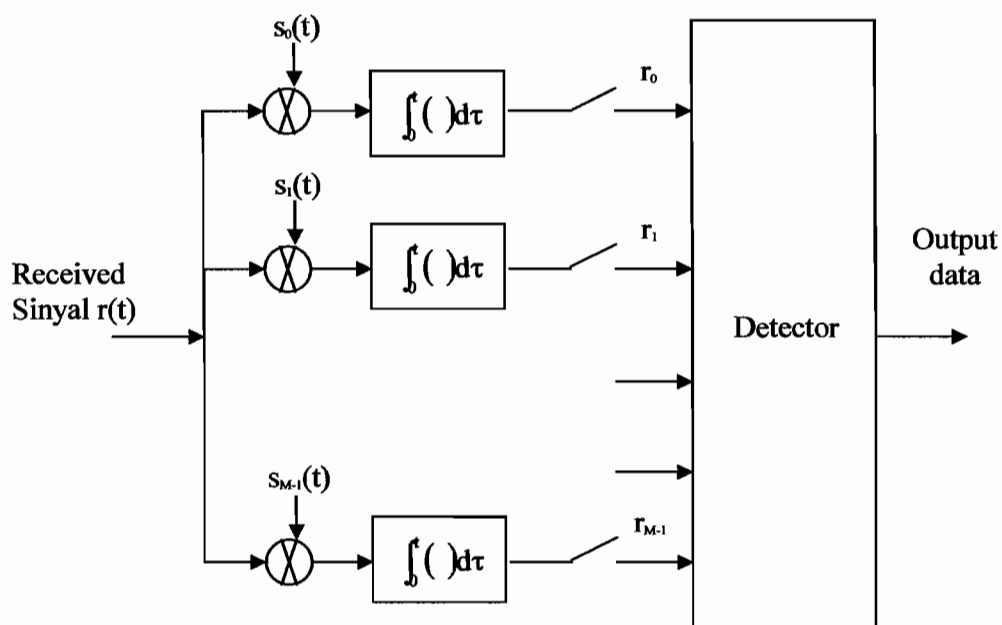 s₀(t)
∫₀ᵗ( )dτ
r₀
s₁(t)
∫₀ᵗ( )dτ
r₁
Output
data
Received
Sinyal r(t)
Detector
s_M-1(t)
∫₀ᵗ( )dτ
r_M-1